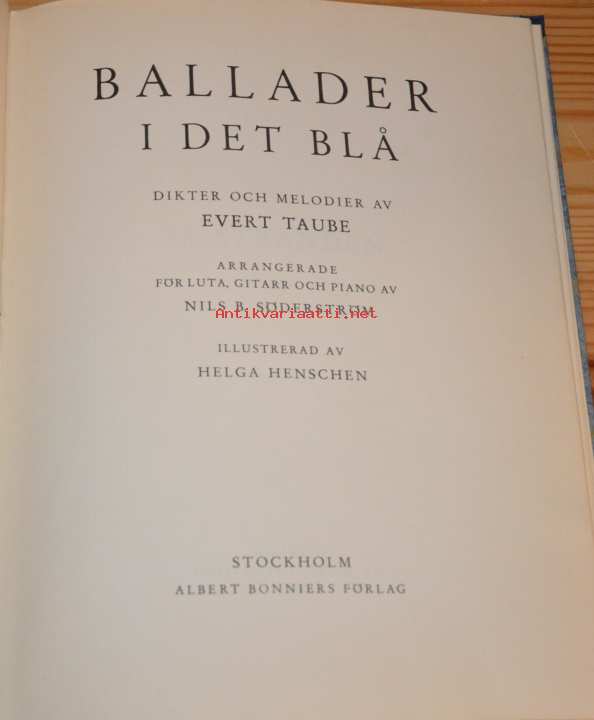 BALLADER
I DET BLÅ
DIKTER OCH MELODIER AV
EVERT TAUBE
ARRANGERADE
FÖR LUTA, GITARR OCH PIANO AV
NILS B. SÖDERSTRÖM
Antikvariaatti.net
ILLUSTRERAD AV
HELGA HENSCHEN
STOCKHOLM
ALBERT BONNIERS FÖRLAG